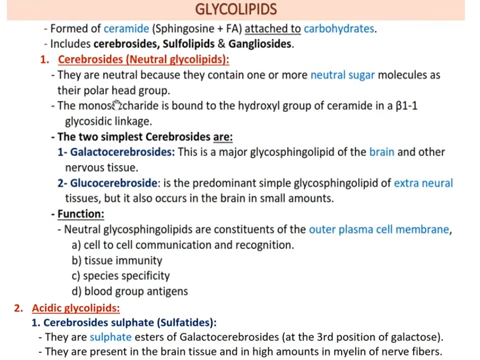 GLYCOLIPIDS
- Formed of ceramide (Sphingosine + FA) attached to carbohydrates.
- Includes cerebrosides, Sulfolipids & Gangliosides.
1. Cerebrosides (Neutral glycolipids):
- They are neutral because they contain one or more neutral sugar molecules as
their polar head group.
- The monosaccharide is bound to the hydroxyl group of ceramide in a β1-1
glycosidic linkage.
- The two simplest Cerebrosides are:
1- Galactocerebrosides: This is a major glycosphingolipid of the brain and other
nervous tissue.
2- Glucocerebroside: is the predominant simple glycosphingolipid of extra neural
tissues, but it also occurs in the brain in small amounts.
- Function:
- Neutral glycosphingolipids are constituents of the outer plasma cell membrane,
a) cell to cell communication and recognition.
b) tissue immunity
c) species specificity
d) blood group antigens
2. Acidic glycolipids:
1. Cerebrosides sulphate (Sulfatides):
- They are sulphate esters of Galactocerebrosides (at the 3rd position of galactose).
- They are present in the brain tissue and in high amounts in myelin of nerve fibers.